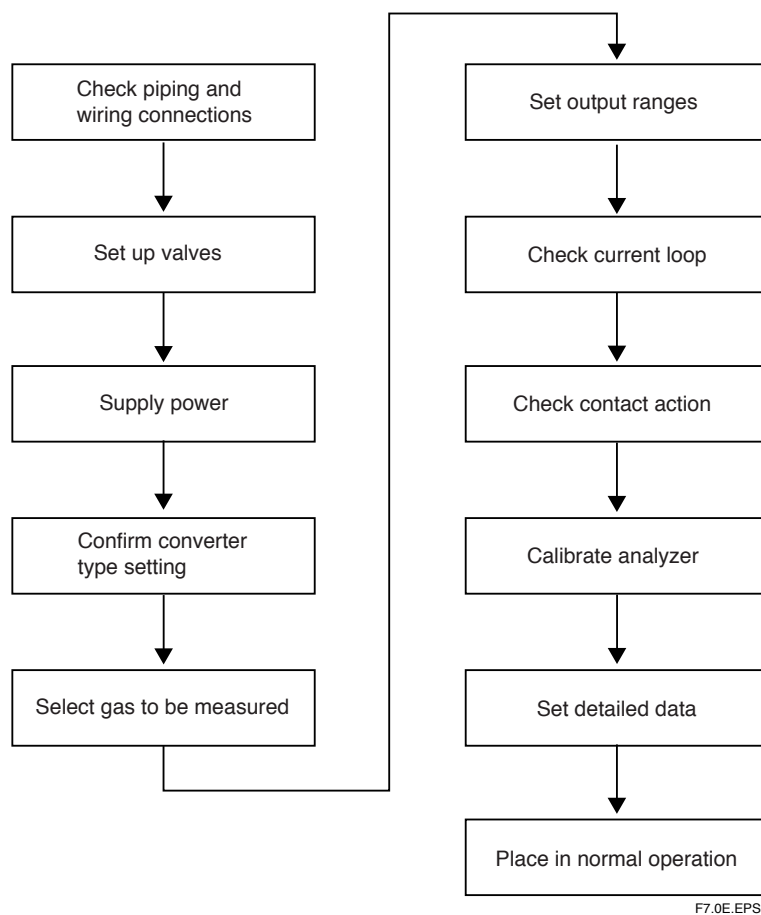 Check piping and
wiring connections
Set up valves
Supply power
Confirm converter
type setting
Select gas to be measured
Set output ranges
Check current loop
Check contact action
Calibrate analyzer
Set detailed data
Place in normal operation
F7.0E.EPS